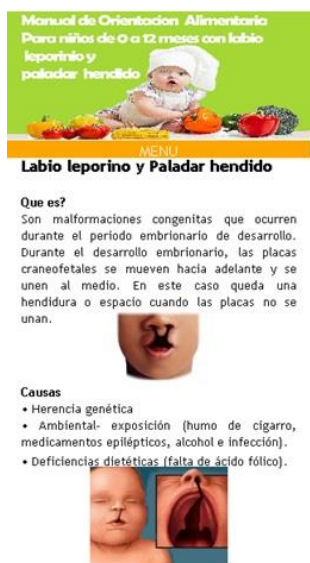 Manual de Orientación Alimentaria
Para niños de 0 a 12 meses con labio
leporinio y
paladar hendido
MENU
Labio leporino y Paladar hendido
Que es?
Son malformaciones congenitas que ocurren
durante el periodo embrionario de desarrollo.
Durante el desarrollo embrionario, las placas
craneofetales se mueven hacia adelante y se
unen al medio. En este caso queda una
hendidura o espacio cuando las placas no se
unan.
Causas
• Herencia genética
• Ambiental- exposición (humo de cigarro,
medicamentos epilépticos, alcohol e infección).
• Deficiencias dietéticas (falta de ácido fólico).